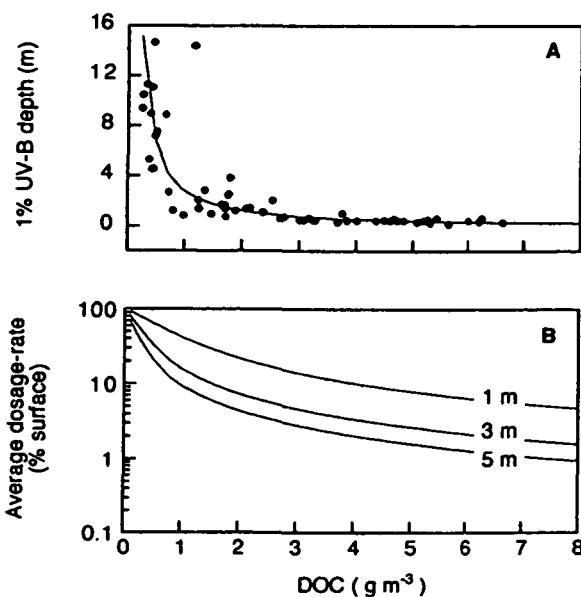 16
12
8
4
0
1% UV-B depth (m)
A
100
10
1
0.1
Average dosage-rate
(% surface)
B
1 m
3 m
5 m
0 1 2 3 4 5 6 7 8
DOC ( g m-3)